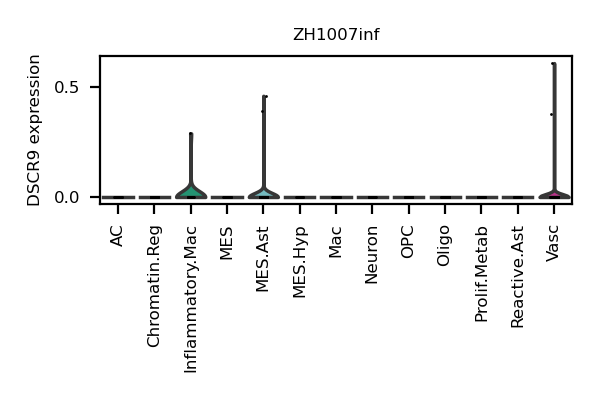 ZH1007inf
DSCR9 expression
0.5
0.0
AC
Chromatin.Reg
Inflammatory.Mac
MES
MES.Ast
MES.Hyp
Mac
Neuron
OPC
Oligo
Prolif.Metab
Reactive.Ast
Vasc